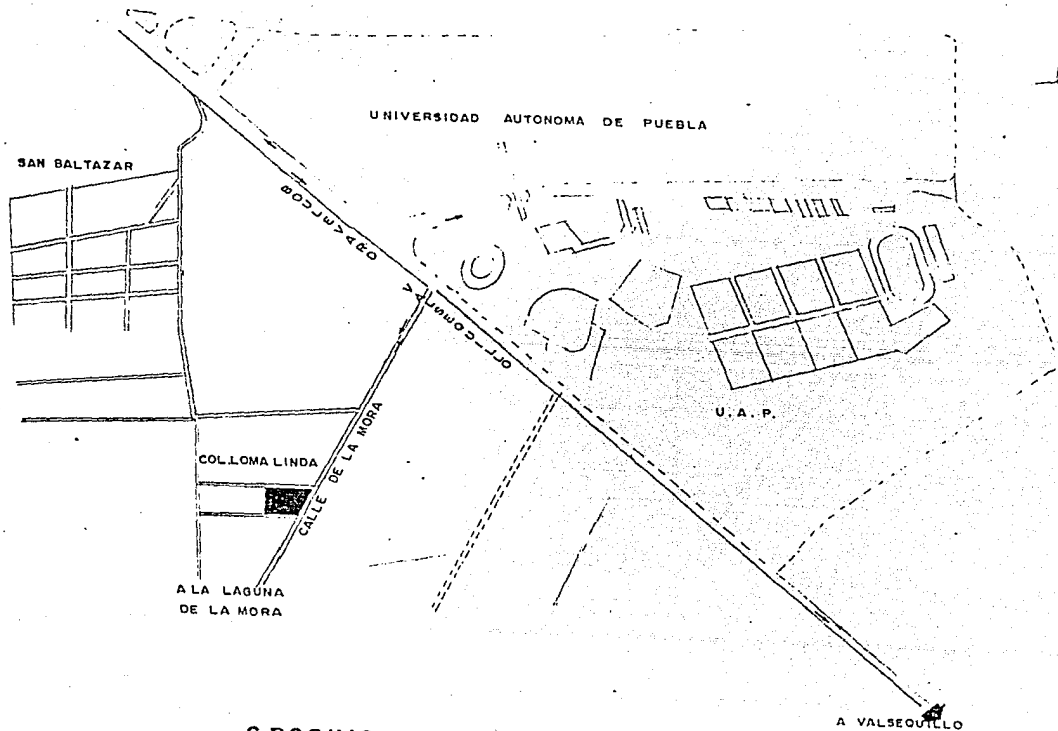 UNIVERSIDAD AUTONOMA DE PUEBLA
SAN BALTAZAR
BOULEVARD
VALSEQUILLO
U. A. P.
COL. LOMA LINDA
CALLE DE LA MORA
A LA LAGUNA
DE LA MORA
A VALSEQUILLO